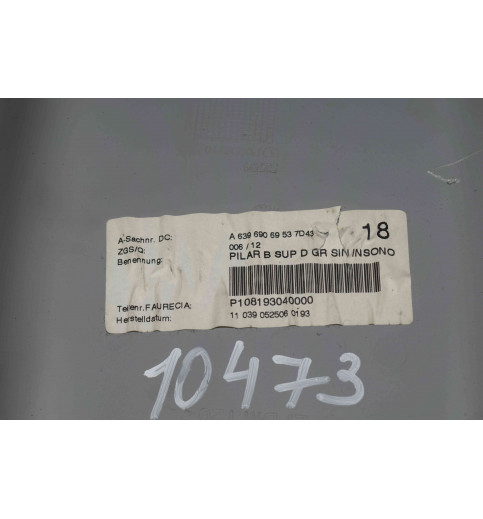 A-Sachnr. DC: A 639 690 69 53 7D43 18
ZGS/Q: 006 / 12
Benennung: PILAR B SUP D GR SIN INSONO
Teilenr. FAURECIA: P108193040000
Herstelldatum: 11 039 052506 0193
10473